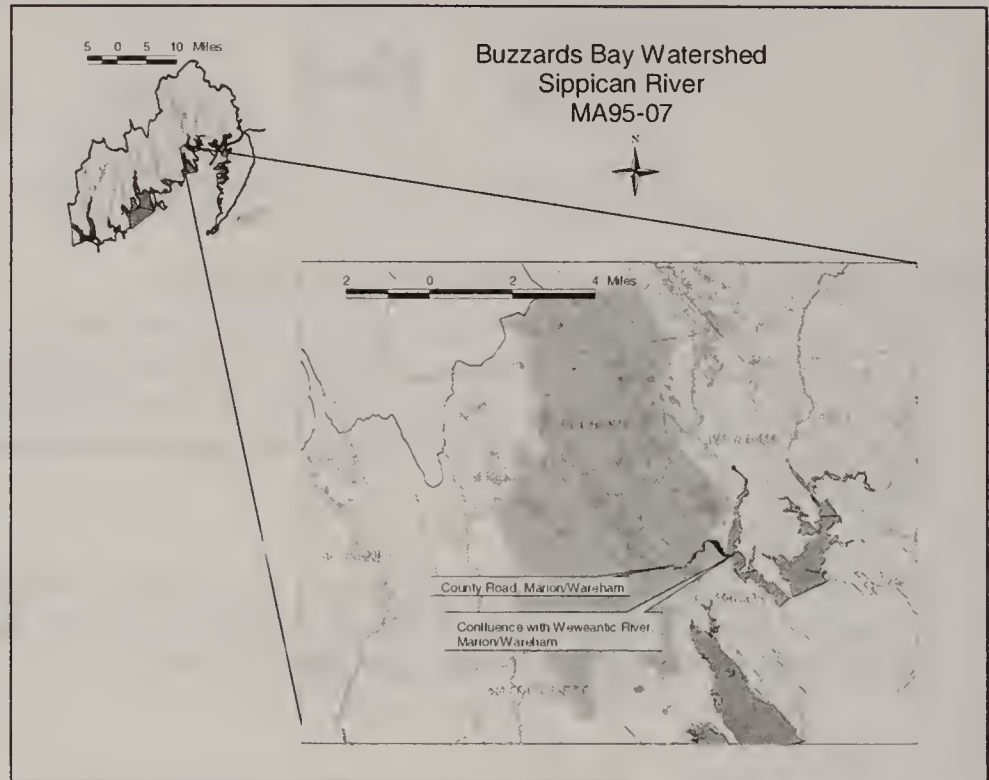 5 0 5 10 Miles
Buzzards Bay Watershed
Sippican River
MA95-07
N
2 0 2 4 Miles
County Road, Marion/Wareham
Confluence with Weweantic River,
Marion/Wareham